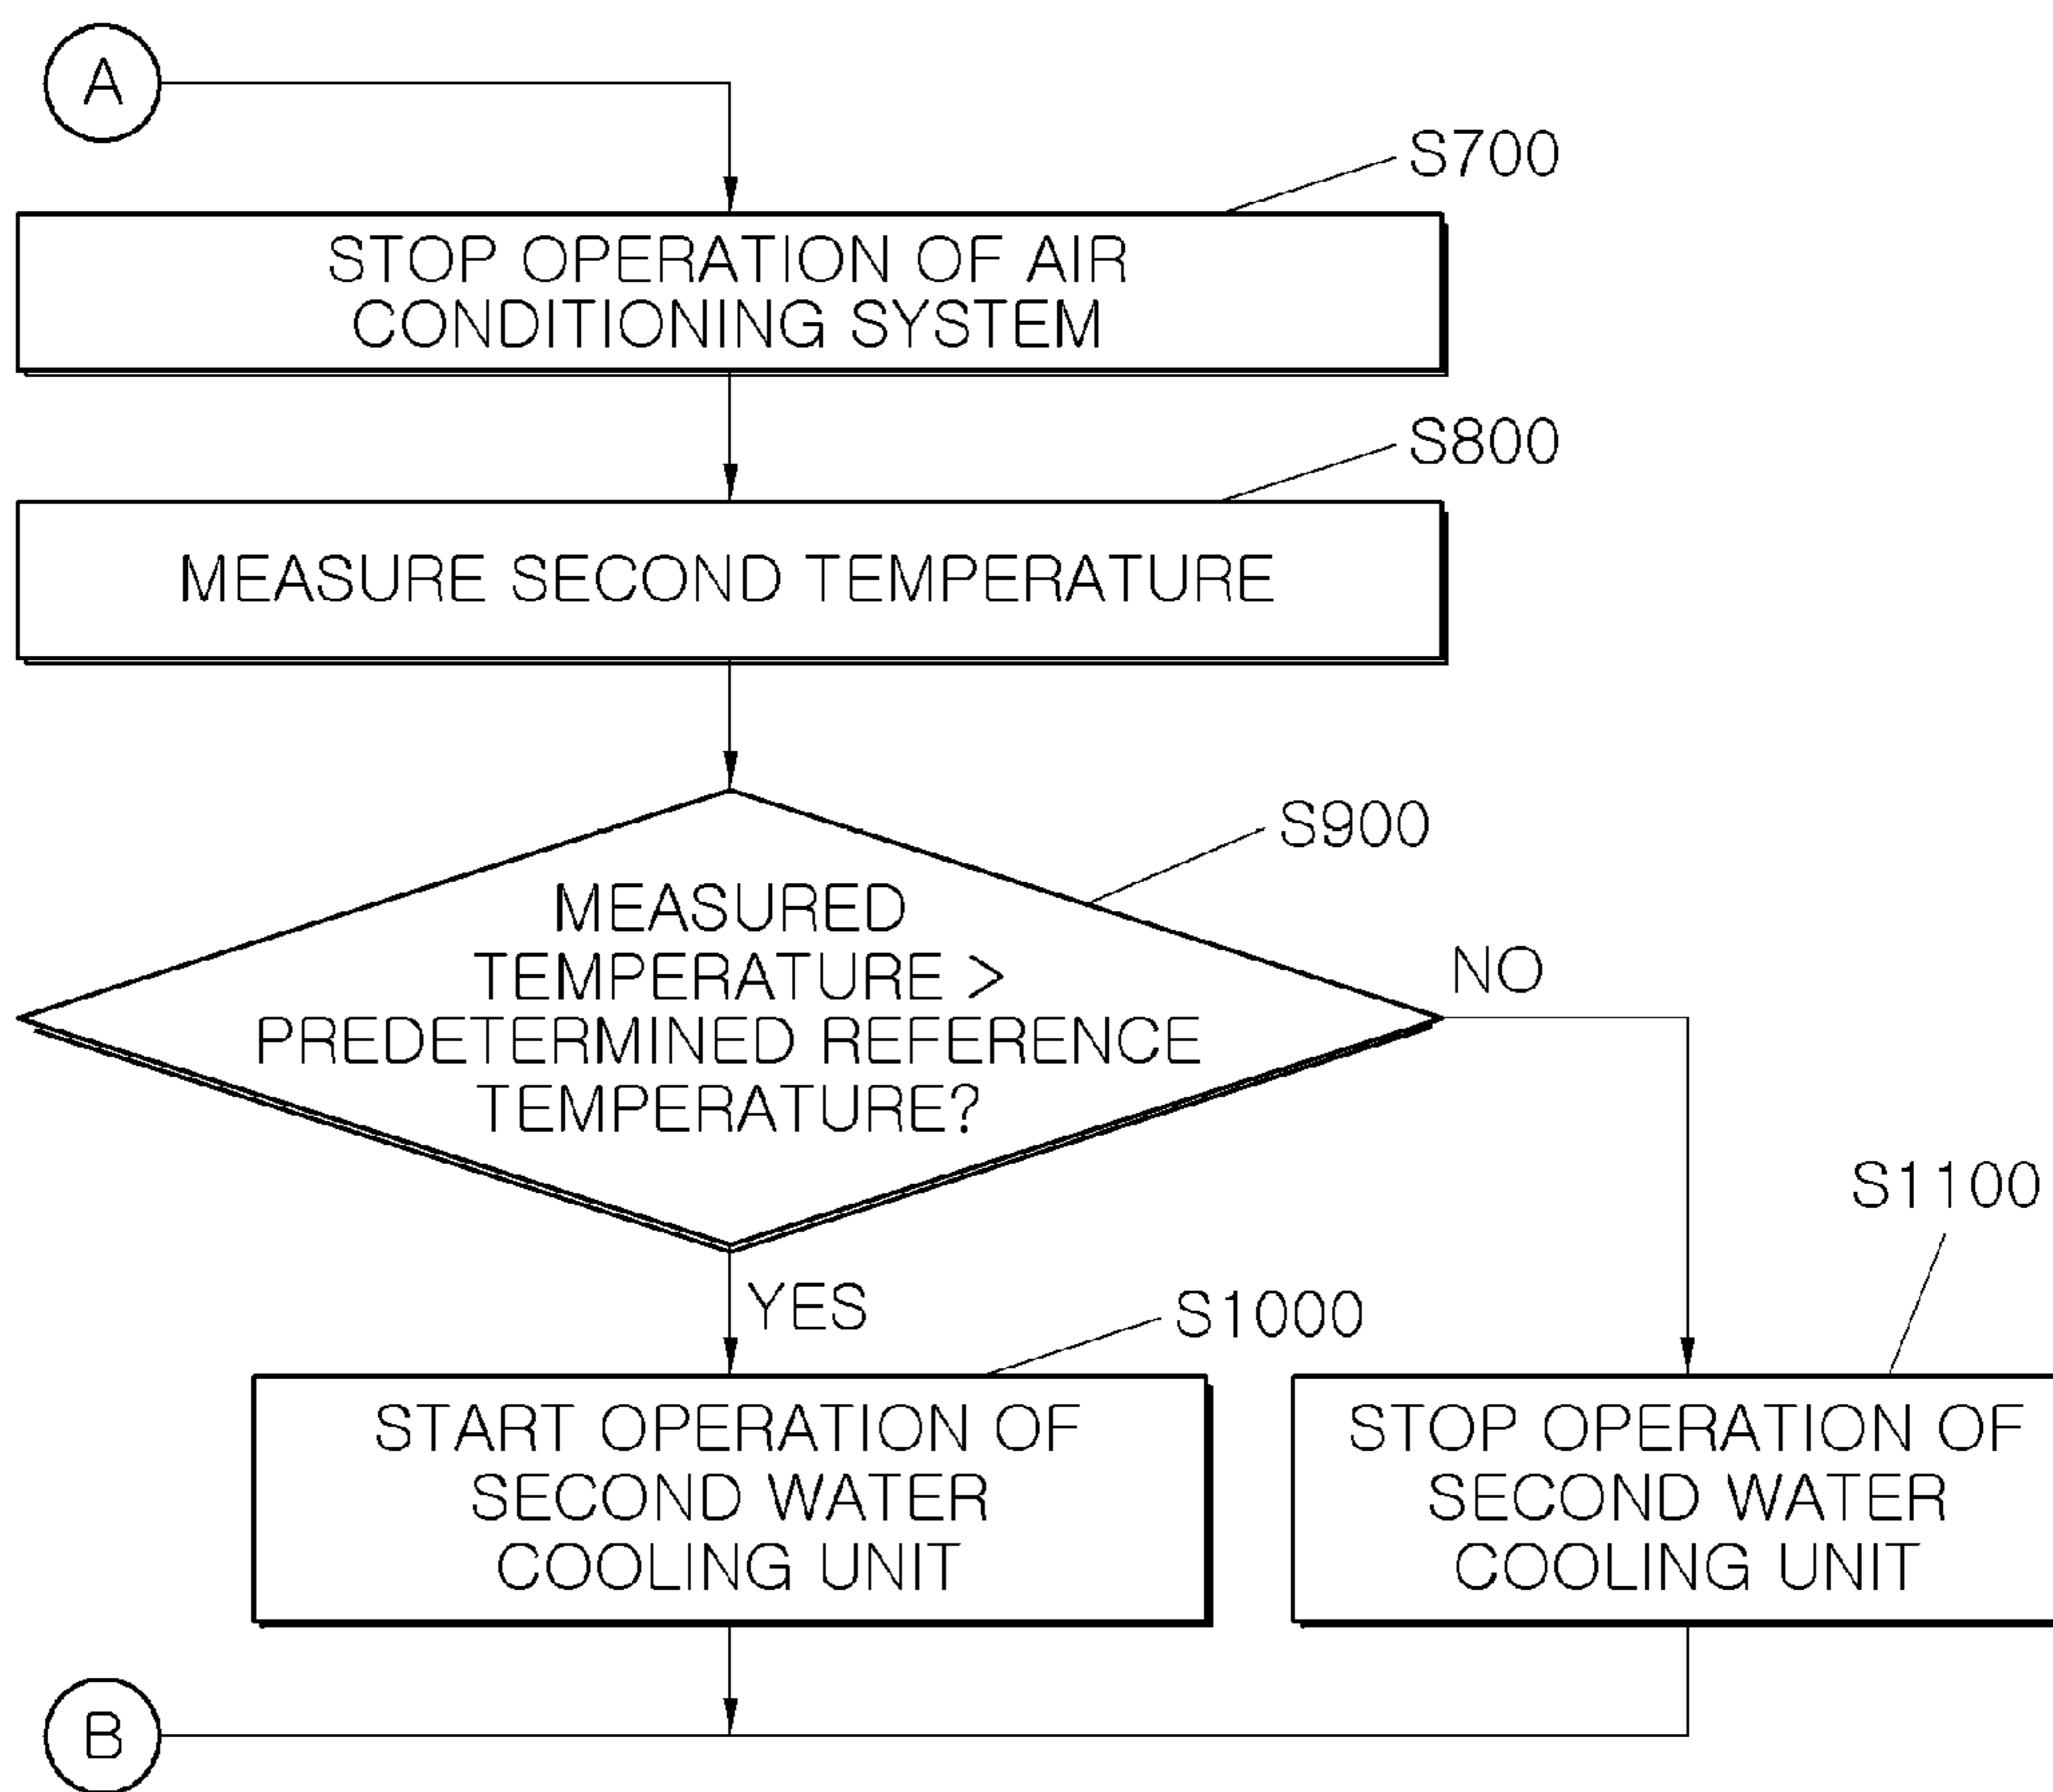 A
S700
STOP OPERATION OF AIR
CONDITIONING SYSTEM
S800
MEASURE SECOND TEMPERATURE
S900
MEASURED
TEMPERATURE >
PREDETERMINED REFERENCE
TEMPERATURE?
NO
YES
S1000
START OPERATION OF
SECOND WATER
COOLING UNIT
S1100
STOP OPERATION OF
SECOND WATER
COOLING UNIT
B